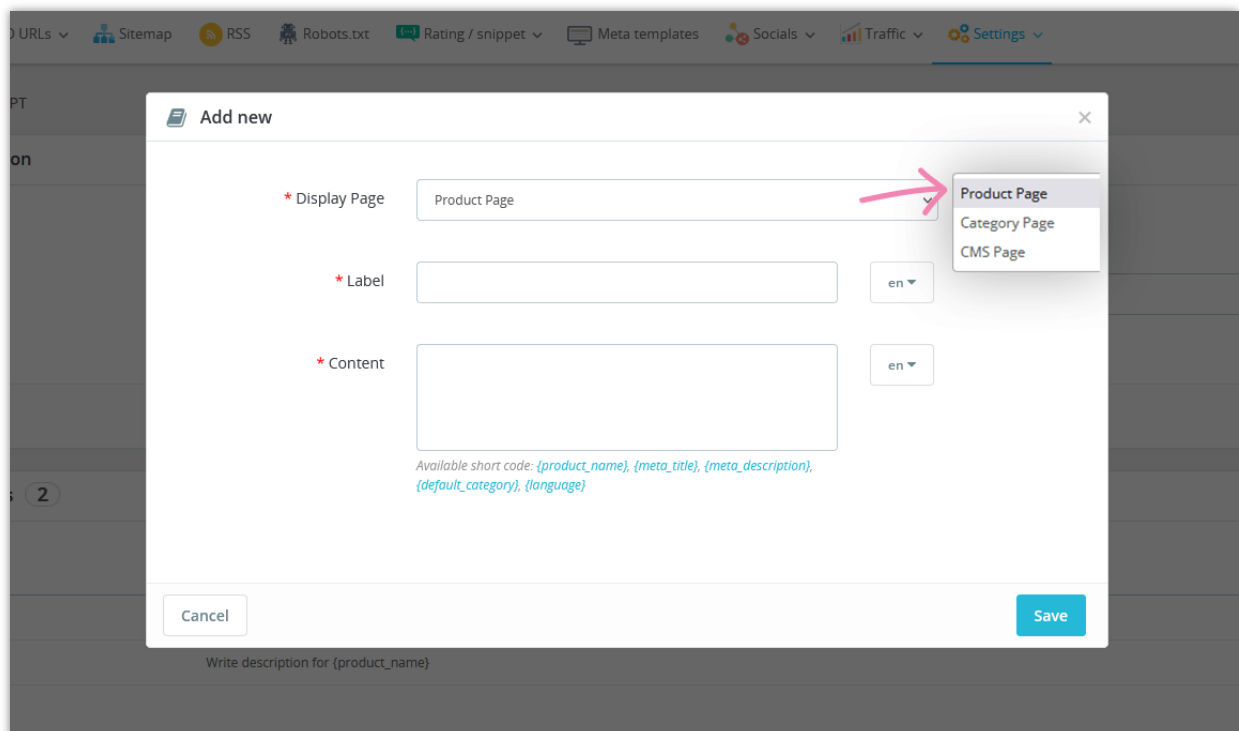 URLs Sitemap RSS Robots.txt Rating / snippet Meta templates Socials Traffic Settings
PT
Add new ×
on
* Display Page Product Page
Product Page
Category Page
CMS Page
* Label en
* Content en
Available short code: {product_name}, {meta_title}, {meta_description},
{default_category}, {language}
s 2
Cancel Save
Write description for {product_name}